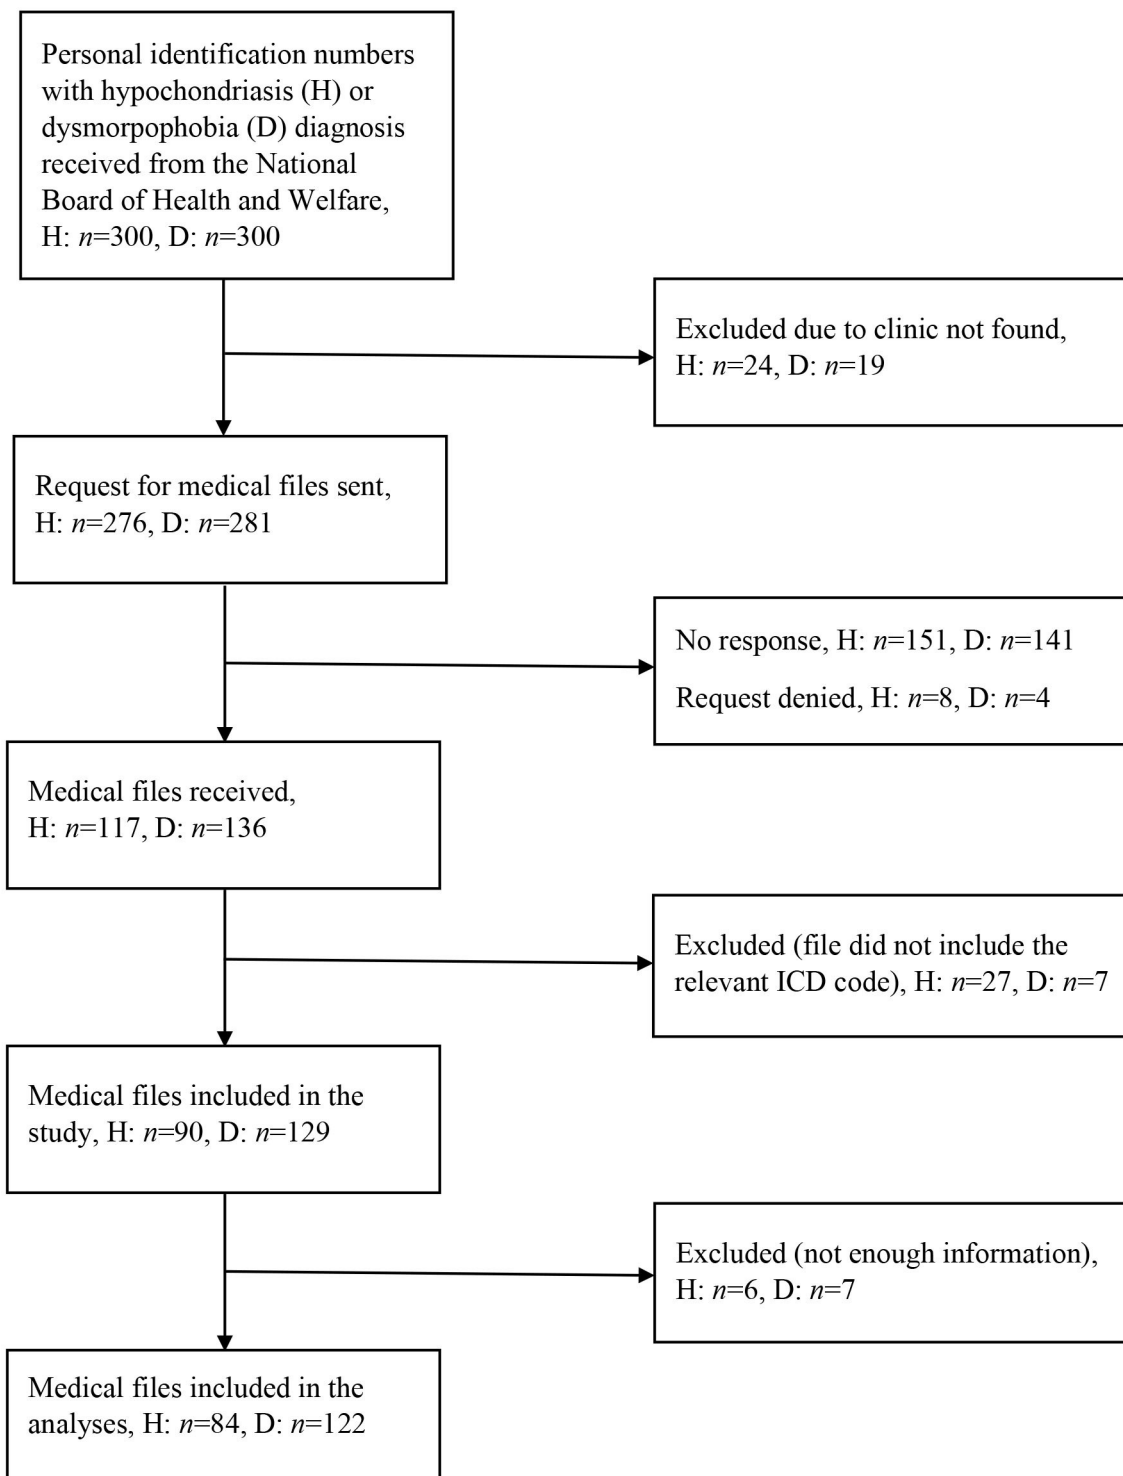 Personal identification numbers
with hypochondriasis (H) or
dysmorpophobia (D) diagnosis
received from the National
Board of Health and Welfare,
H: n=300, D: n=300
Excluded due to clinic not found,
H: n=24, D: n=19
Request for medical files sent,
H: n=276, D: n=281
No response, H: n=151, D: n=141
Request denied, H: n=8, D: n=4
Medical files received,
H: n=117, D: n=136
Excluded (file did not include the
relevant ICD code), H: n=27, D: n=7
Medical files included in the
study, H: n=90, D: n=129
Excluded (not enough information),
H: n=6, D: n=7
Medical files included in the
analyses, H: n=84, D: n=122